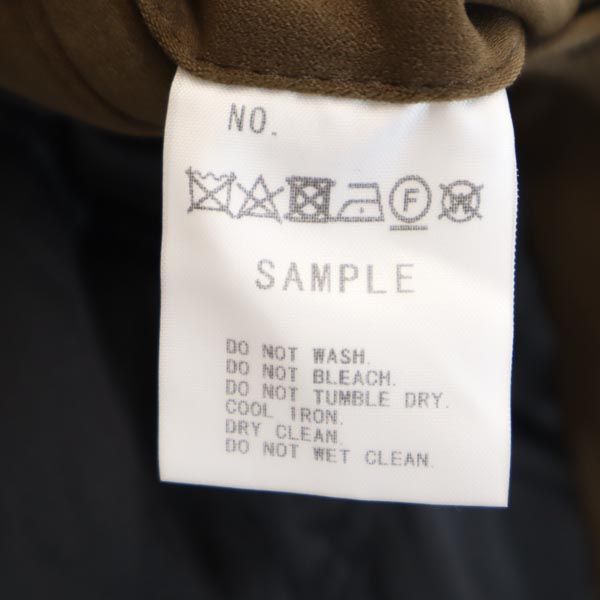 NO.
F W
SAMPLE
DO NOT WASH.
DO NOT BLEACH.
DO NOT TUMBLE DRY.
COOL IRON.
DRY CLEAN.
DO NOT WET CLEAN.